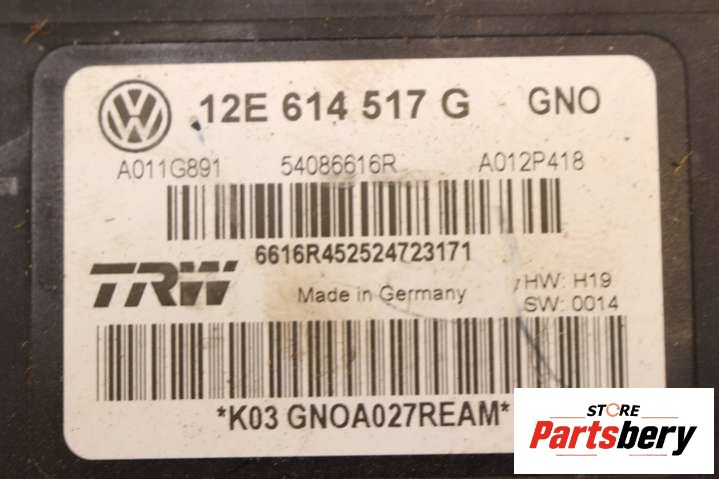 VW 12E 614 517 G GNO
A011G891 54086616R A012P418
6616R452524723171
TRW Made in Germany HW: H19
SW: 0014
*K03 GNOA027REAM*
STORE
Partsbery